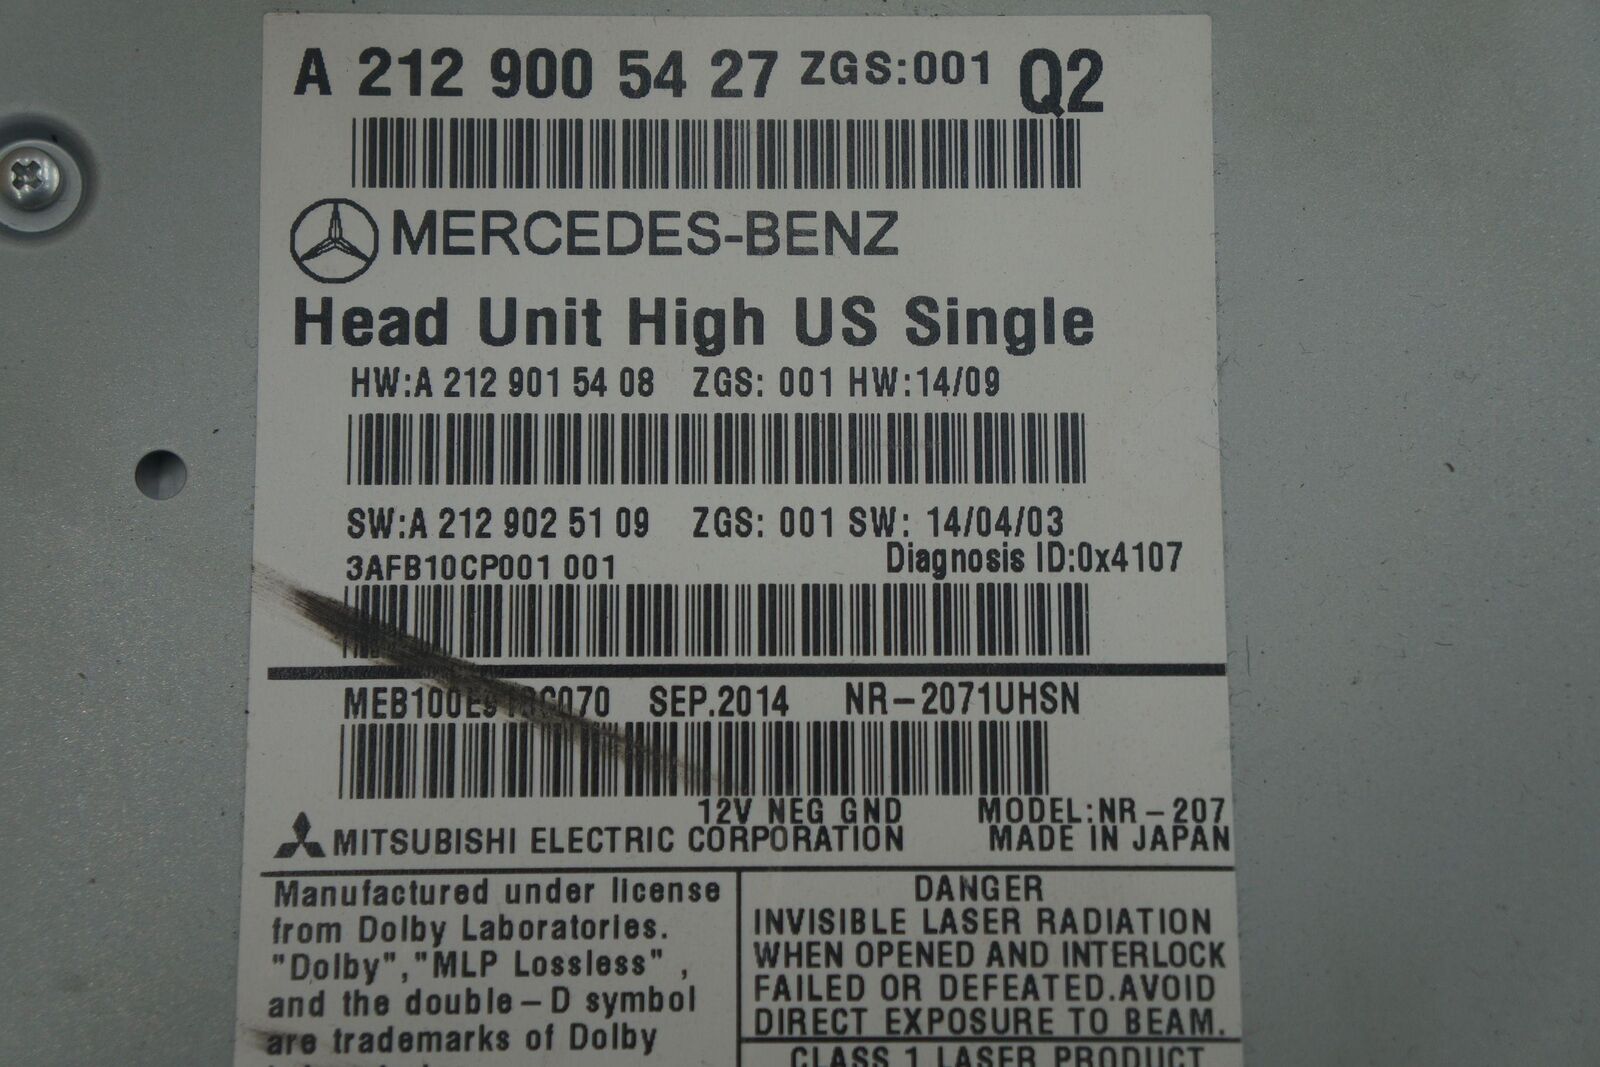 A 212 900 54 27 ZGS:001 Q2
MERCEDES-BENZ
Head Unit High US Single
HW:A 212 901 54 08 ZGS: 001 HW:14/09
SW:A 212 902 51 09 ZGS: 001 SW: 14/04/03
3AFB10CP001 001 Diagnosis ID:0x4107
SEP.2014 NR-2071UHSN
12V NEG GND MODEL:NR-207
MITSUBISHI ELECTRIC CORPORATION MADE IN JAPAN
Manufactured under license
from Dolby Laboratories.
"Dolby","MLP Lossless",
and the double-D symbol
are trademarks of Dolby
DANGER
INVISIBLE LASER RADIATION
WHEN OPENED AND INTERLOCK
FAILED OR DEFEATED.AVOID
DIRECT EXPOSURE TO BEAM.
CLASS 1 LASER PRODUCT